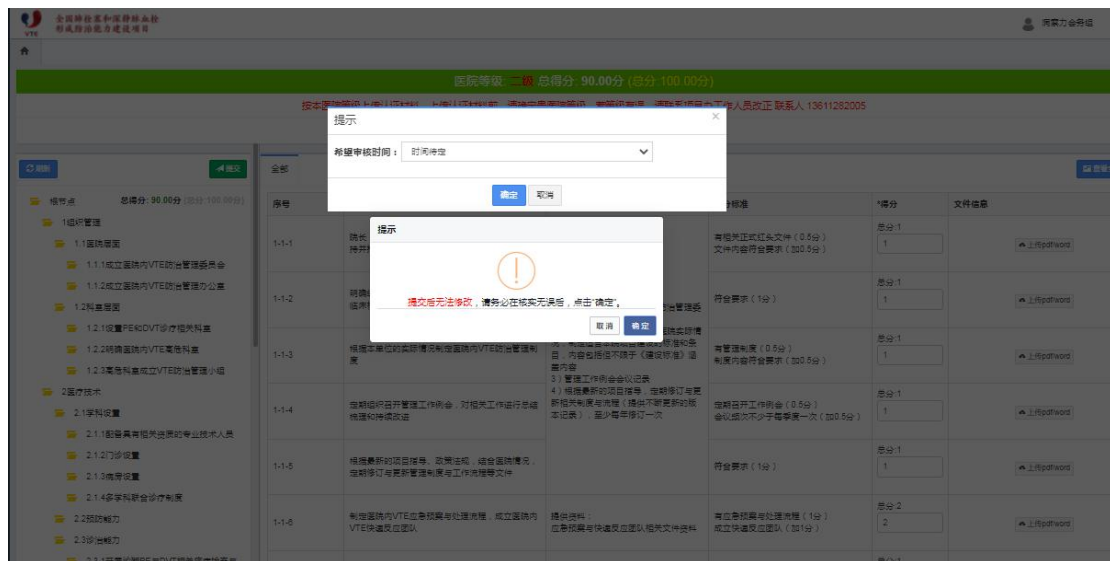 全国肺栓塞和深静脉血栓
形成防治能力建设项目
VTE
医院等级: 二级 总得分: 90.00分 (总分:100.00分)
联系人 13611282005
提示
×
希望审核时间： 时间待定
确定 取消
提示
提交后无法修改，请务必在核实无误后，点击“确定”。
取消 确定
刷新 提交
全部
根节点 总得分: 90.00分 (总分:100.00分)
1组织管理
1.1医院层面
1.1.1成立医院内VTE防治管理委员会
1.1.2成立医院内VTE防治管理办公室
1.2科室层面
1.2.1设置PE和DVT诊疗相关科室
1.2.2明确医院内VTE高危科室
1.2.3高危科室成立VTE防治管理小组
2医疗技术
2.1学科设置
2.1.1配备具有相关资质的专业技术人员
2.1.2门诊设置
2.1.3病房设置
2.1.4多学科联合诊疗制度
2.2预防能力
2.3诊治能力
序号 分标准 *得分 文件信息
1-1-1
有相关正式红头文件（0.5分）
文件内容符合要求（加0.5分）
总分:1
1
上传pdf/word
1-1-2
符合要求（1分）
总分:1
1
上传pdf/word
1-1-3
根据本单位的实际情况制定医院内VTE防治管理制
度
目，内容包括但不限于《建设标准》涵
盖内容
3）管理工作例会会议记录
4）根据最新的项目指导，定期修订与更
新相关制度与流程（提供不断更新的版
本记录），至少每年修订一次
有管理制度（0.5分）
制度内容符合要求（加0.5分）
总分:1
1
上传pdf/word
1-1-4
定期组织召开管理工作例会，对相关工作进行总结
梳理和持续改进
定期召开工作例会（0.5分）
会议频次不少于每季度一次（加0.5分）
总分:1
1
上传pdf/word
1-1-5
根据最新的项目指导、政策法规，结合医院情况，
定期修订与更新管理制度与工作流程等文件
符合要求（1分）
总分:1
1
上传pdf/word
1-1-6
制定医院内VTE应急预案与处理流程，成立医院内
VTE快速反应团队
提供资料：
应急预案与快速反应团队相关文件资料
有应急预案与处理流程（1分）
成立快速反应团队（加1分）
总分:2
2
上传pdf/word